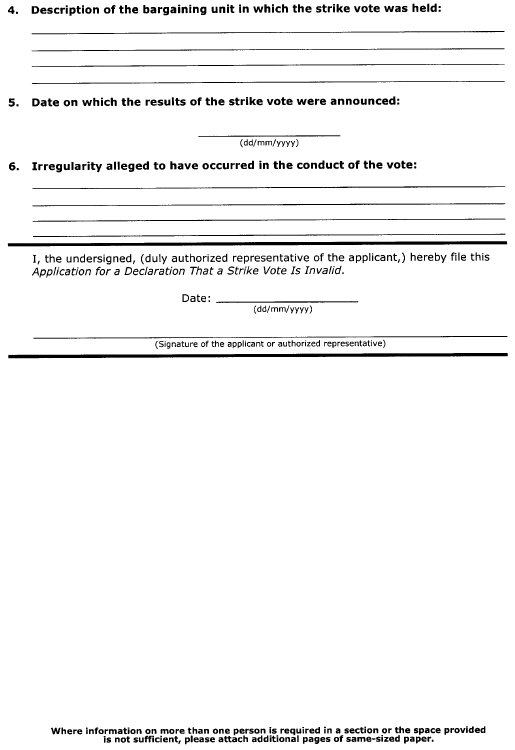 4. Description of the bargaining unit in which the strike vote was held:
5. Date on which the results of the strike vote were announced:
(dd/mm/yyyy)
6. Irregularity alleged to have occurred in the conduct of the vote:
I, the undersigned, (duly authorized representative of the applicant,) hereby file this
Application for a Declaration That a Strike Vote Is Invalid.
Date:
(dd/mm/yyyy)
(Signature of the applicant or authorized representative)
Where information on more than one person is required in a section or the space provided
is not sufficient, please attach additional pages of same-sized paper.